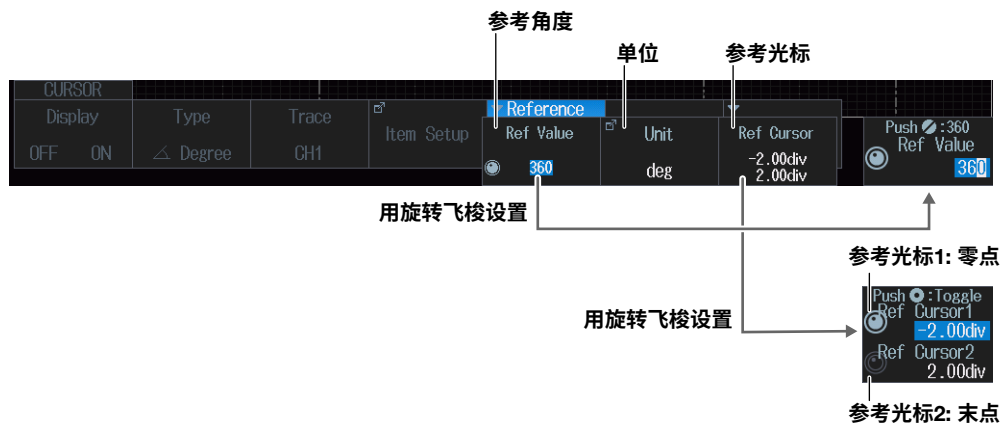 参考角度
单位
参考光标
CURSOR
Display
OFF ON
Type
Degree
Trace
CH1
Item Setup
Reference
Ref Value
360
Unit
deg
Ref Cursor
-2.00div
2.00div
Push :360
Ref Value
360
用旋转飞梭设置
参考光标1: 零点
用旋转飞梭设置
Push :Toggle
Ref Cursor1
-2.00div
Ref Cursor2
2.00div
参考光标2: 末点